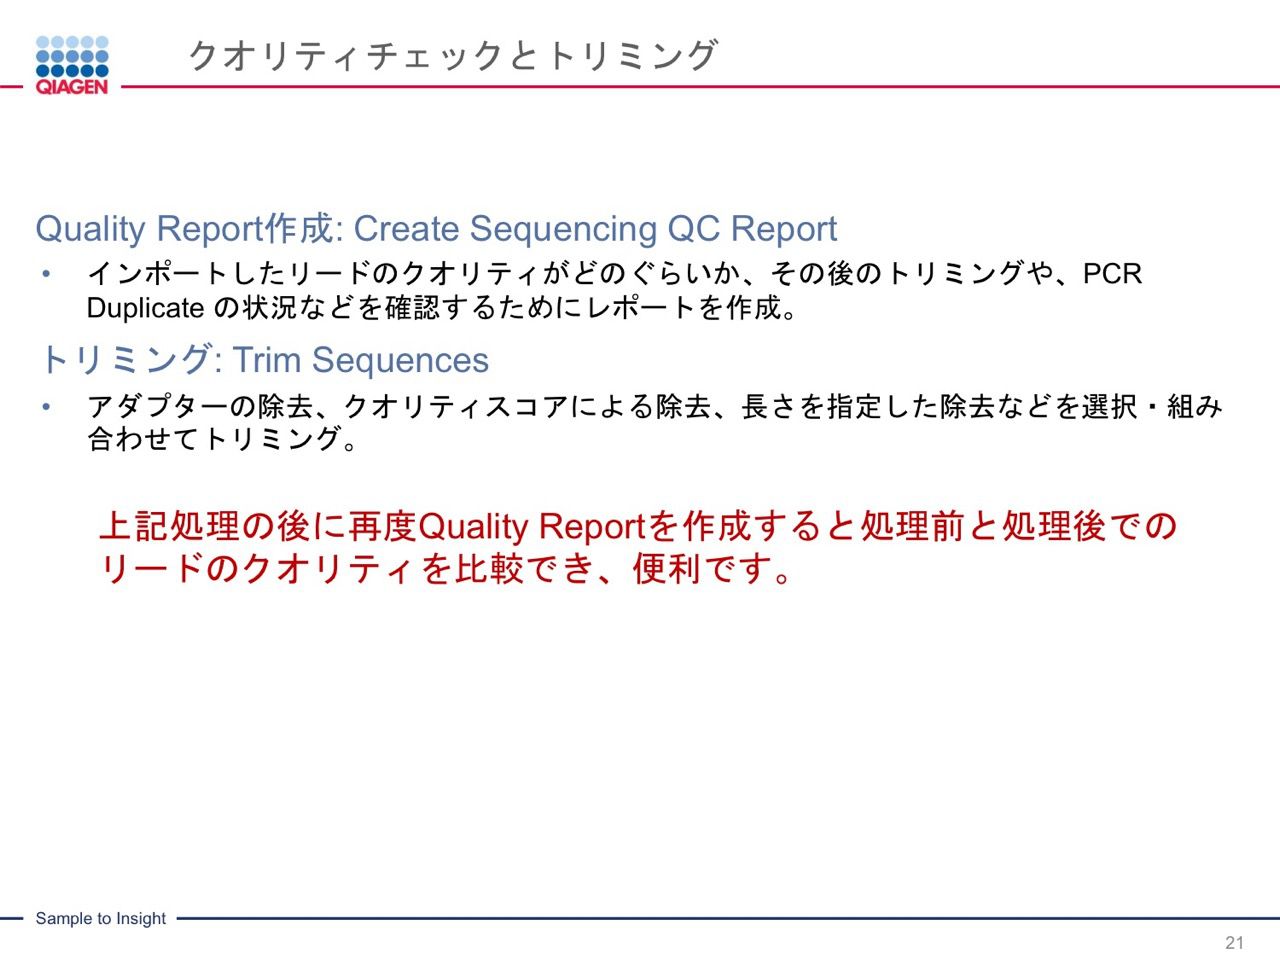 クオリティチェックとトリミング
QIAGEN
Quality Report作成: Create Sequencing QC Report
• インポートしたリードのクオリティがどのぐらいか、その後のトリミングや、PCR
Duplicate の状況などを確認するためにレポートを作成。
トリミング: Trim Sequences
• アダプターの除去、クオリティスコアによる除去、長さを指定した除去などを選択・組み
合わせてトリミング。
上記処理の後に再度Quality Reportを作成すると処理前と処理後での
リードのクオリティを比較でき、便利です。
Sample to Insight
21